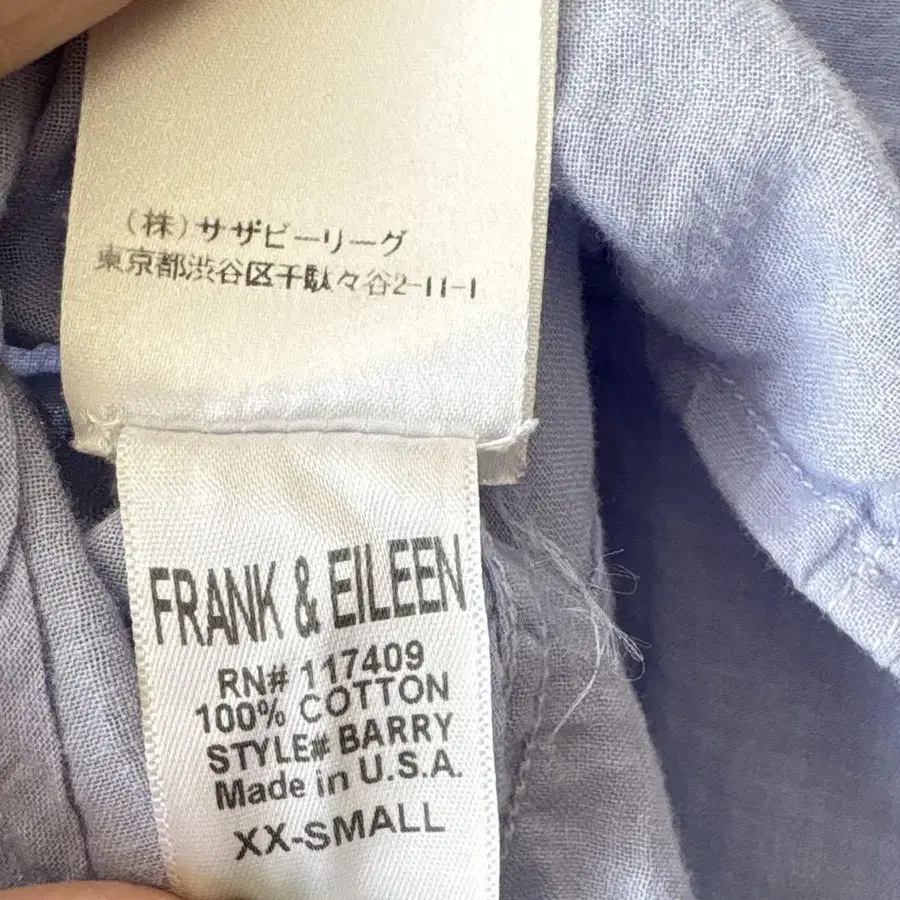 (株)サザビーリーグ
東京都渋谷区千駄々谷2-11-1
FRANK & EILEEN
RN# 117409
100% COTTON
STYLE# BARRY
Made in U.S.A.
XX-SMALL